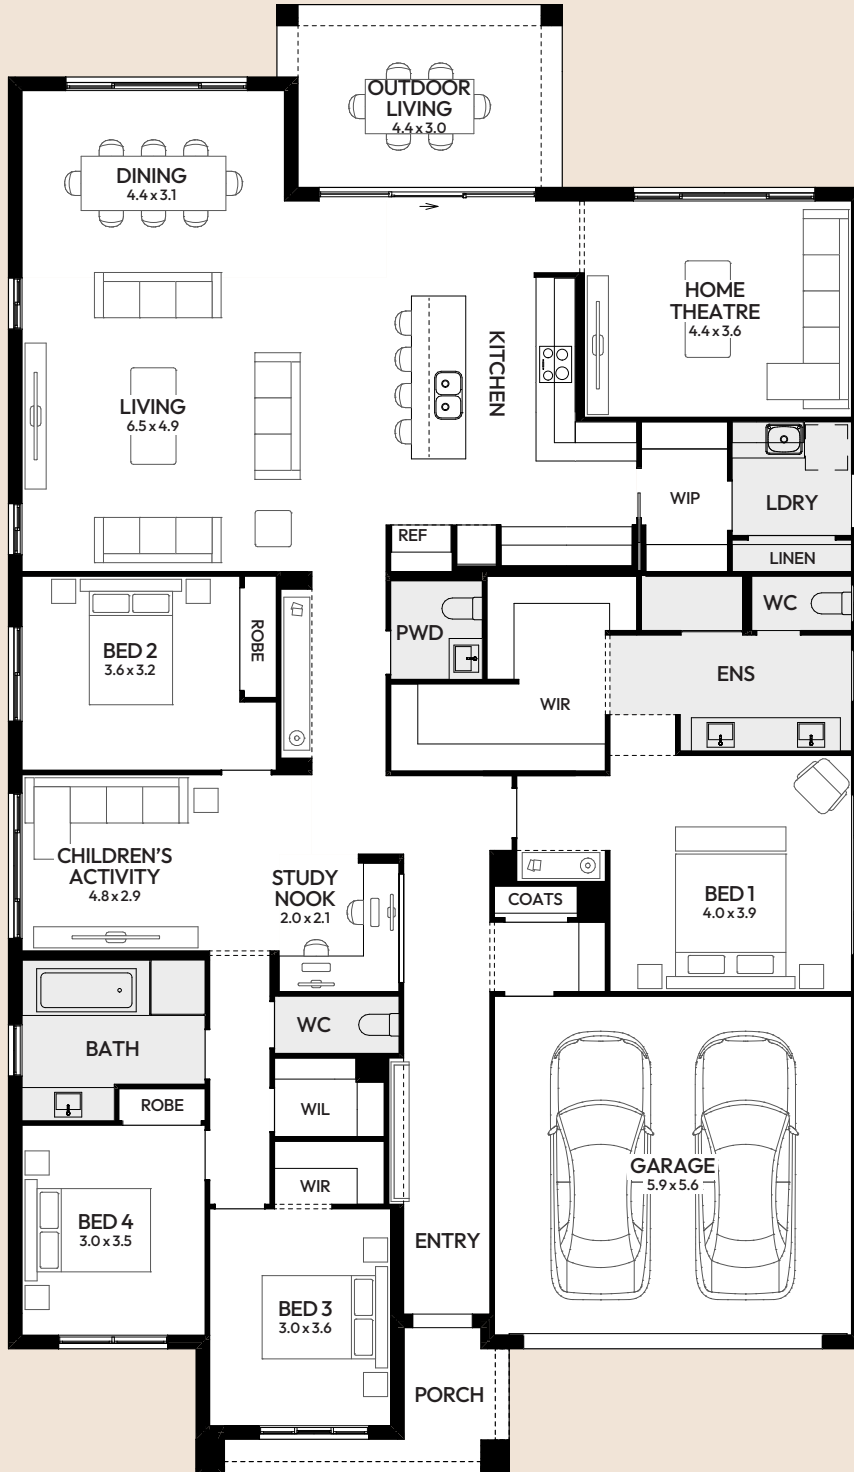 OUTDOOR
LIVING
4.4 x 3.0
DINING
4.4 x 3.1
HOME
THEATRE
4.4 x 3.6
KITCHEN
LIVING
6.5 x 4.9
WIP
LDRY
REF
LINEN
BED 2
3.6 x 3.2
ROBE
PWD
WC
ENS
WIR
CHILDREN'S
ACTIVITY
4.8 x 2.9
STUDY
NOOK
2.0 x 2.1
COATS
BED 1
4.0 x 3.9
BATH
WC
ROBE
WIL
WIR
GARAGE
5.9 x 5.6
BED 4
3.0 x 3.5
ENTRY
BED 3
3.0 x 3.6
PORCH